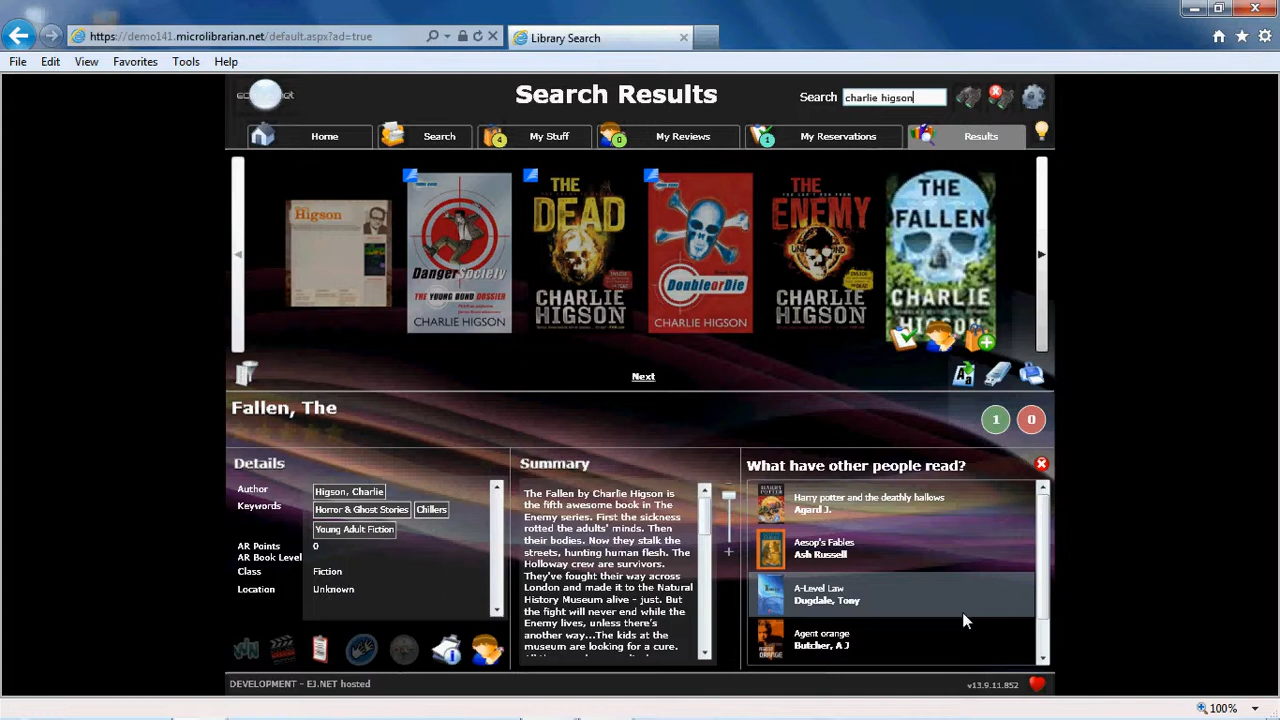 https://demo141.microlibrarian.net/default.aspx?ad=true
Library Search
File Edit View Favorites Tools Help
Search Results
Search charlie higson
Home
Search
4 My Stuff
0 My Reviews
1 My Reservations
Results
Higson
DangerSociety
THE YOUNG BOND DOSSIER
CHARLIE HIGSON
THE DEAD
CHARLIE HIGSON
DoubleorDie
CHARLIE HIGSON
THE ENEMY
CHARLIE HIGSON
THE FALLEN
CHARLIE HIGSON
Next
Fallen, The
1 0
Details
Author Higson, Charlie
Keywords Horror & Ghost Stories Chillers
Young Adult Fiction
AR Points 0
AR Book Level
Class Fiction
Location Unknown
Summary
The Fallen by Charlie Higson is
the fifth awesome book in The
Enemy series. First the sickness
rotted the adults' minds. Then
their bodies. Now they stalk the
streets, hunting human flesh. The
Holloway crew are survivors.
They've fought their way across
London and made it to the Natural
History Museum alive - just. But
the fight will never end while the
Enemy lives, unless there's
another way...The kids at the
museum are looking for a cure.
What have other people read?
Harry potter and the deathly hallows
Agard J.
Aesop's Fables
Ash Russell
A-Level Law
Dugdale, Tony
Agent orange
Butcher, A J
DEVELOPMENT - EJ.NET hosted
v13.9.11.852
100%